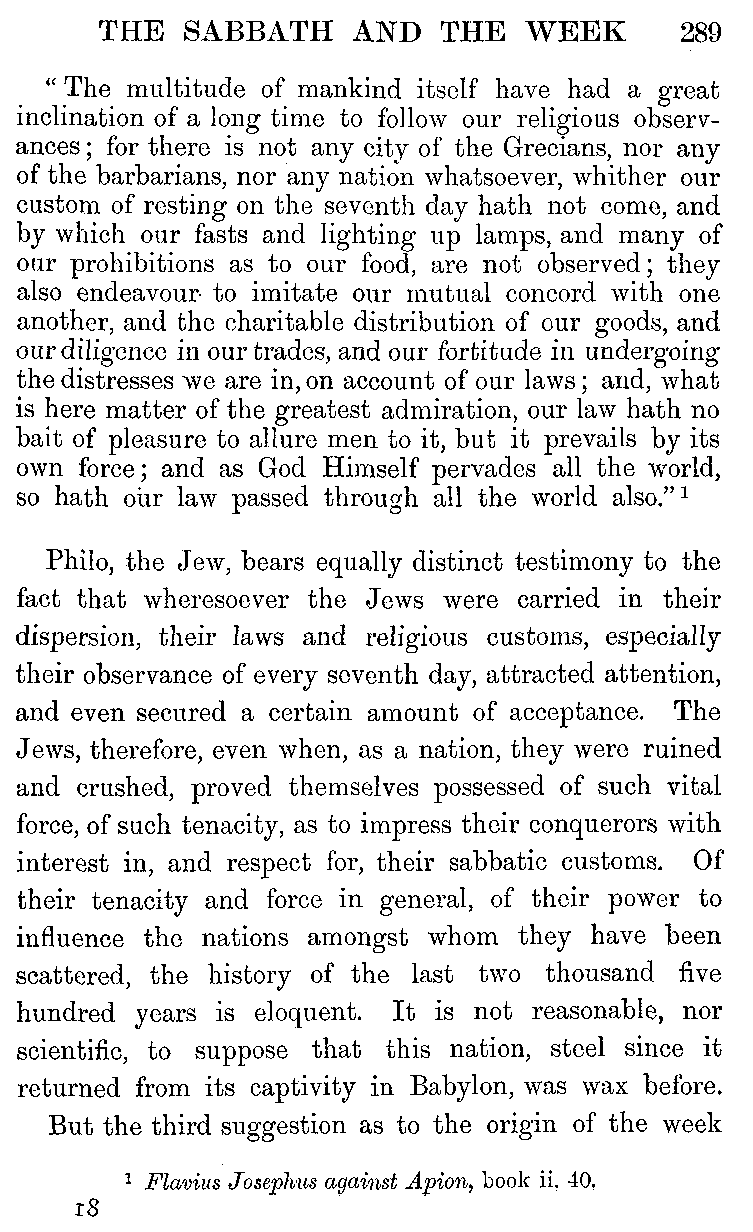 THE SABBATH AND THE WEEK 289
“The multitude of mankind itself have had a great
inclination of a long time to follow our religious observ-
ances; for there is not any city of the Grecians, nor any
of the barbarians, nor any nation whatsoever, whither our
custom of resting on the seventh day hath not come, and
by which our fasts and lighting up lamps, and many of
our prohibitions as to our food, are not observed; they
also endeavour to imitate our mutual concord with one
another, and the charitable distribution of our goods, and
our diligence in our trades, and our fortitude in undergoing
the distresses we are in, on account of our laws; and, what
is here matter of the greatest admiration, our law hath no
bait of pleasure to allure men to it, but it prevails by its
own force; and as God Himself pervades all the world,
so hath our law passed through all the world also.” 1
Philo, the Jew, bears equally distinct testimony to the
fact that wheresoever the Jews were carried in their
dispersion, their laws and religious customs, especially
their observance of every seventh day, attracted attention,
and even secured a certain amount of acceptance. The
Jews, therefore, even when, as a nation, they were ruined
and crushed, proved themselves possessed of such vital
force, of such tenacity, as to impress their conquerors with
interest in, and respect for, their sabbatic customs. Of
their tenacity and force in general, of their power to
influence the nations amongst whom they have been
scattered, the history of the last two thousand five
hundred years is eloquent. It is not reasonable, nor
scientific, to suppose that this nation, steel since it
returned from its captivity in Babylon, was wax before.
But the third suggestion as to the origin of the week
1 Flavius Josephus against Apion, book ii. 40.
18